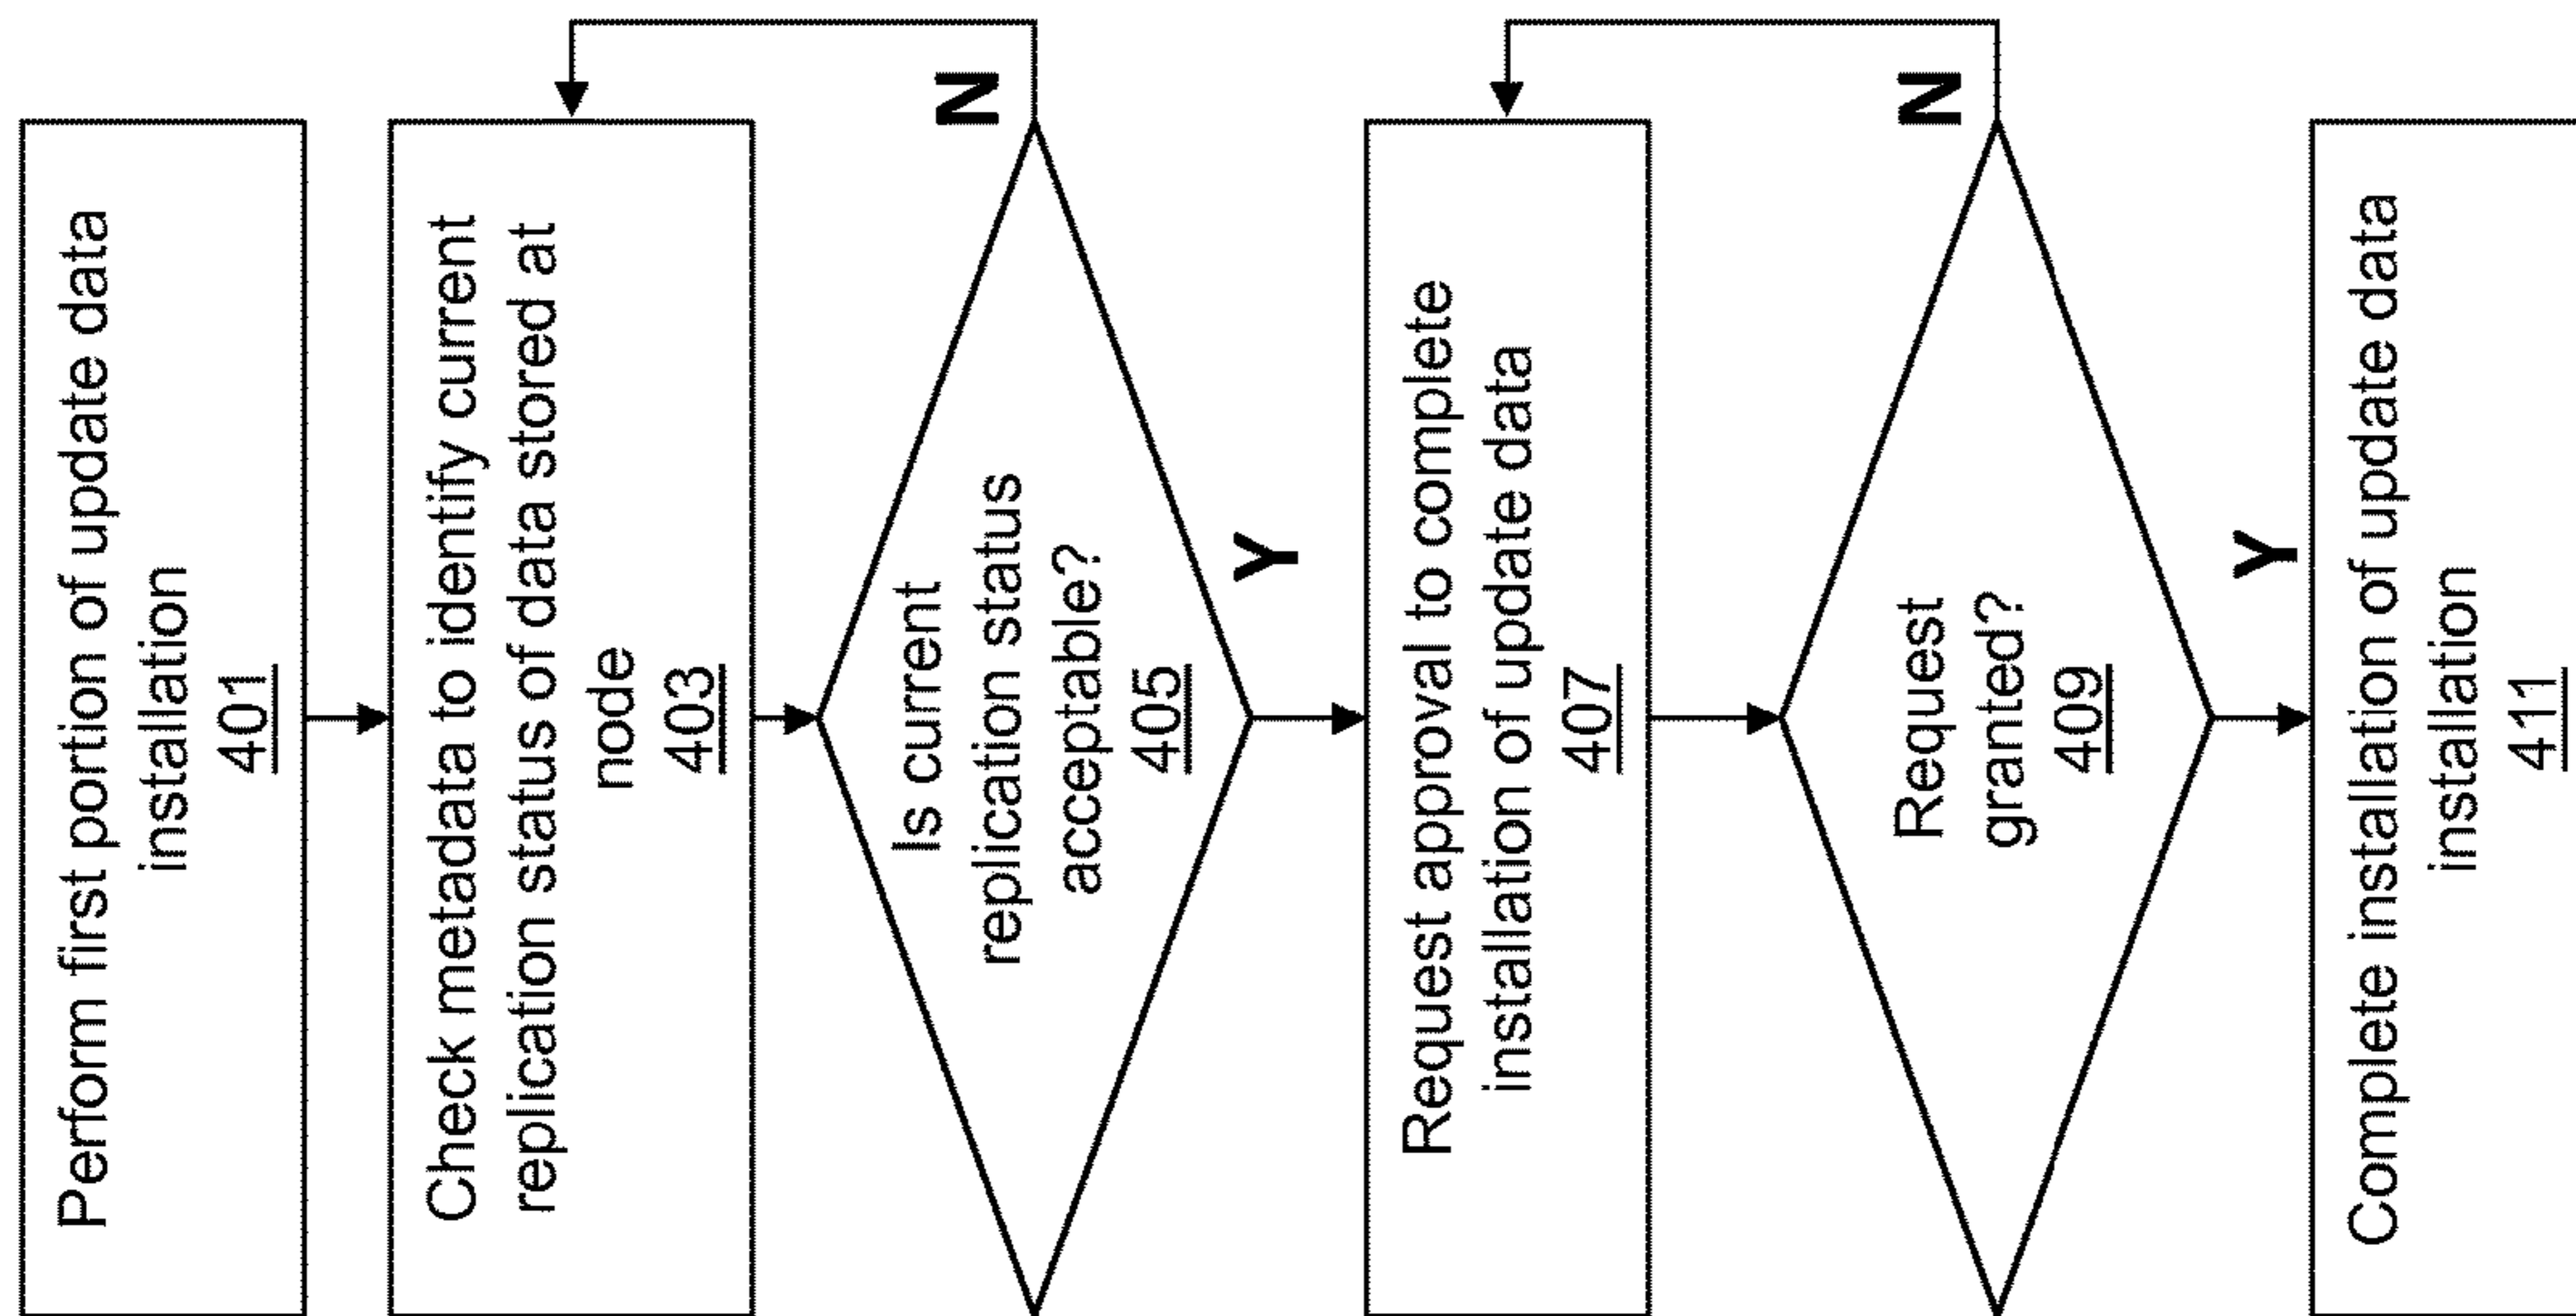 Perform first portion of update data
installation
401
Check metadata to identify current
replication status of data stored at
node
403
Is current
replication status
acceptable?
405
N
Y
Request approval to complete
installation of update data
407
Request
granted?
409
N
Y
Complete installation of update data
installation
411